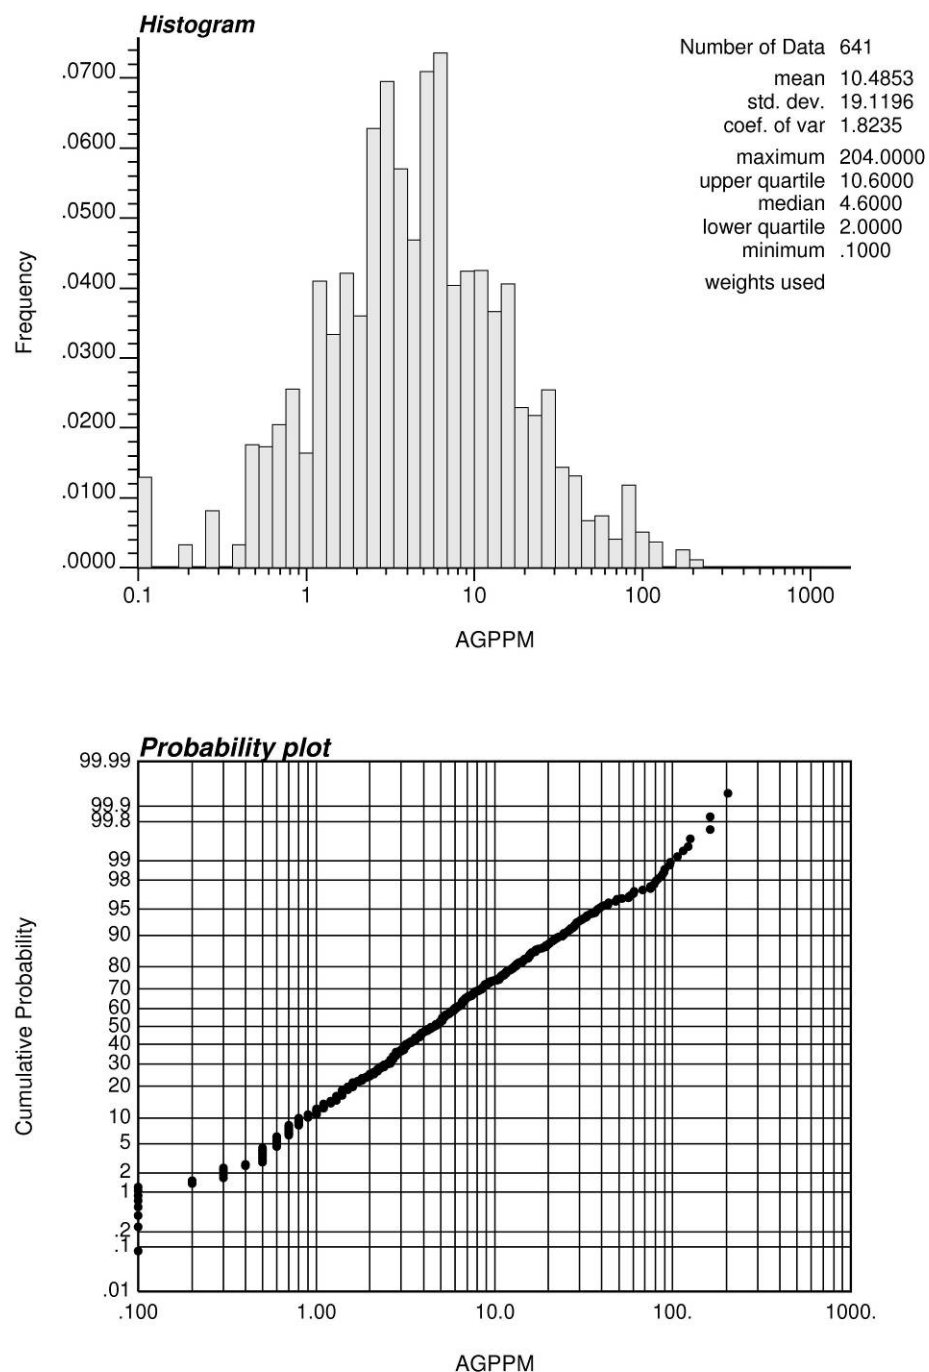 Histogram
Number of Data 641
mean 10.4853
std. dev. 19.1196
coef. of var 1.8235
maximum 204.0000
upper quartile 10.6000
median 4.6000
lower quartile 2.0000
minimum .1000
weights used
Frequency
.0700
.0600
.0500
.0400
.0300
.0200
.0100
.0000
0.1 1 10 100 1000
AGPPM
Probability plot
Cumulative Probability
99.99
99.9
99.8
99
98
95
90
80
70
60
50
40
30
20
10
5
2
1
.2
.1
.01
.100 1.00 10.0 100. 1000.
AGPPM